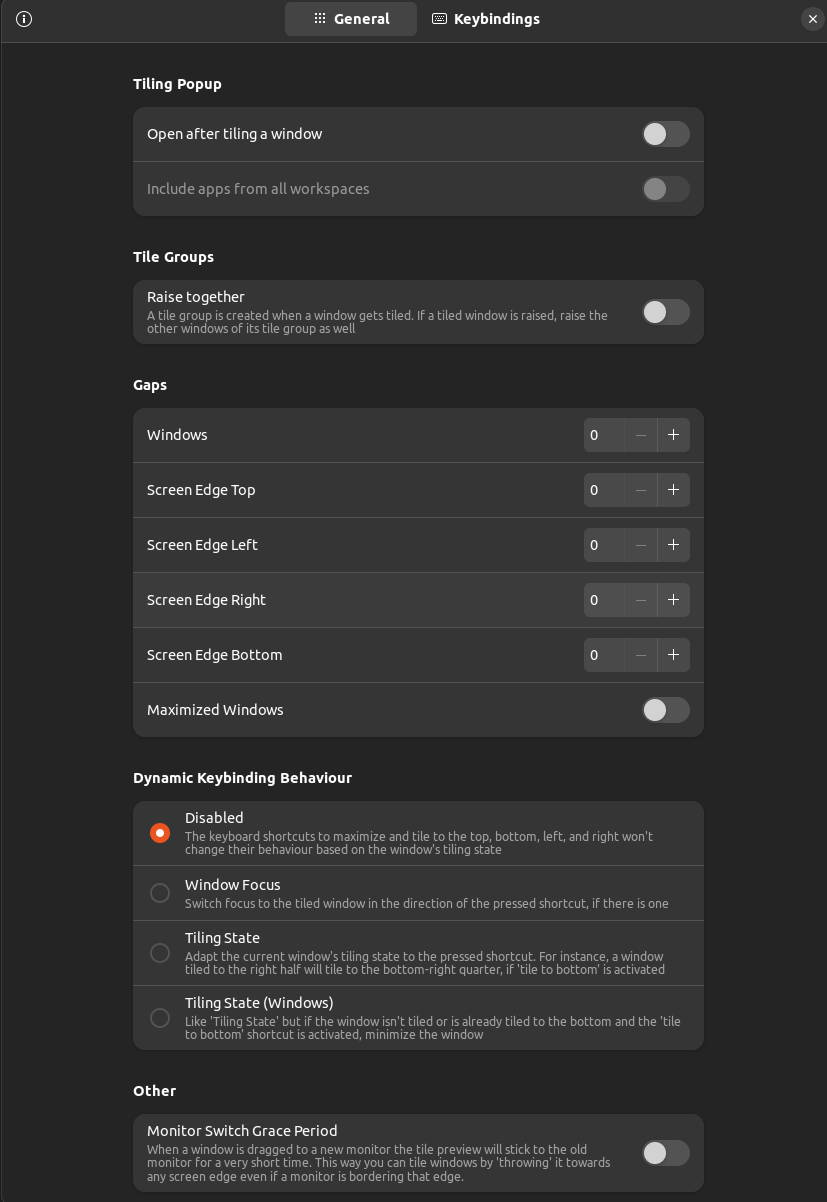 General
Keybindings
Tiling Popup
Open after tiling a window
Include apps from all workspaces
Tile Groups
Raise together
A tile group is created when a window gets tiled. If a tiled window is raised, raise the
other windows of its tile group as well
Gaps
Windows
0
Screen Edge Top
0
Screen Edge Left
0
Screen Edge Right
0
Screen Edge Bottom
0
Maximized Windows
Dynamic Keybinding Behaviour
Disabled
The keyboard shortcuts to maximize and tile to the top, bottom, left, and right won't
change their behaviour based on the window's tiling state
Window Focus
Switch focus to the tiled window in the direction of the pressed shortcut, if there is one
Tiling State
Adapt the current window's tiling state to the pressed shortcut. For instance, a window
tiled to the right half will tile to the bottom-right quarter, if 'tile to bottom' is activated
Tiling State (Windows)
Like 'Tiling State' but if the window isn't tiled or is already tiled to the bottom and the 'tile
to bottom' shortcut is activated, minimize the window
Other
Monitor Switch Grace Period
When a window is dragged to a new monitor the tile preview will stick to the old
monitor for a very short time. This way you can tile windows by 'throwing' it towards
any screen edge even if a monitor is bordering that edge.